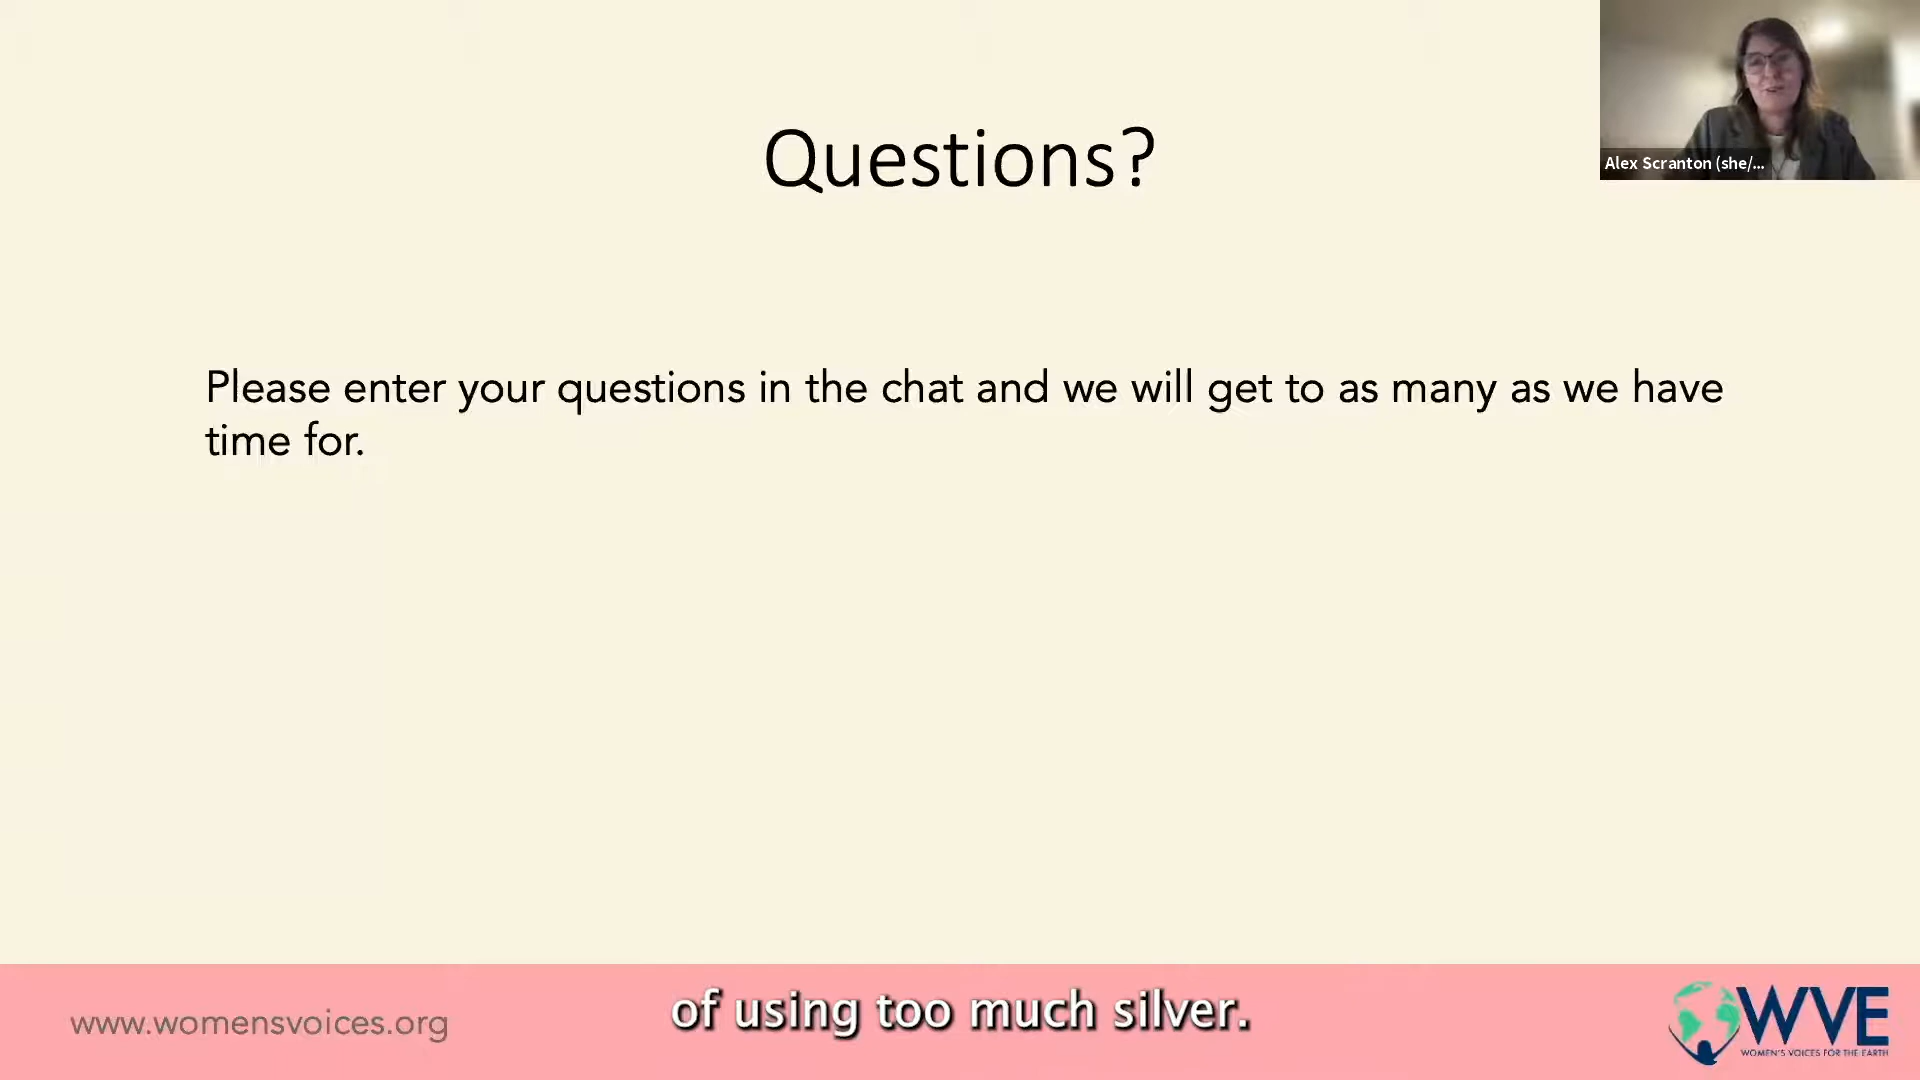 Questions?
Alex Scranton (she/...
Please enter your questions in the chat and we will get to as many as we have
time for.
of using too much silver.
www.womensvoices.org
WVE
WOMEN'S VOICES FOR THE EARTH